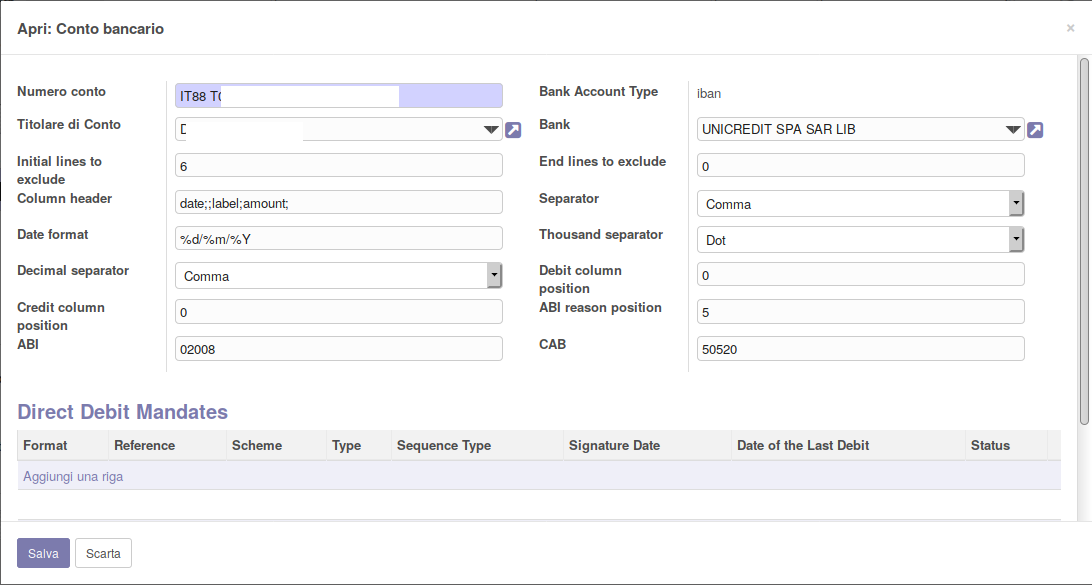 Apri: Conto bancario
×
Numero conto
IT88 T
Bank Account Type
iban
Titolare di Conto
Bank
UNICREDIT SPA SAR LIB
Initial lines to exclude
6
End lines to exclude
0
Column header
date;;label;amount;
Separator
Comma
Date format
%d/%m/%Y
Thousand separator
Dot
Decimal separator
Comma
Debit column position
0
Credit column position
0
ABI reason position
5
ABI
02008
CAB
50520
Direct Debit Mandates
Format Reference Scheme Type Sequence Type Signature Date Date of the Last Debit Status
Aggiungi una riga
Salva Scarta